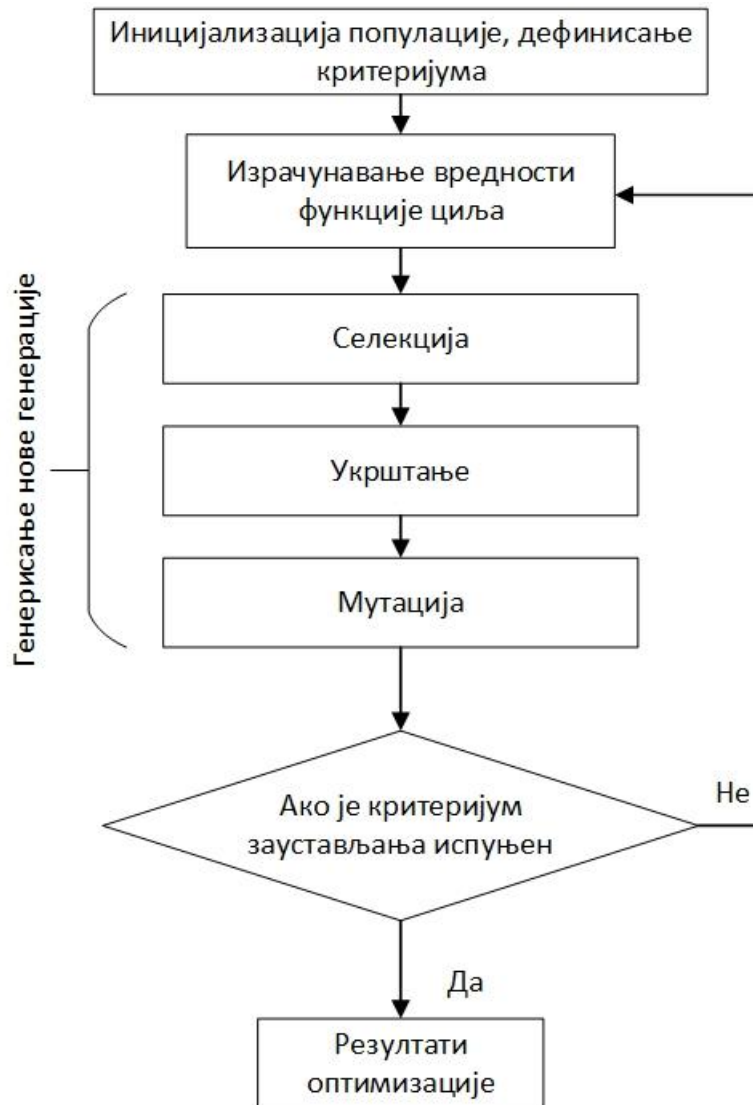 Иницијализација популације, дефинисање
критеријума
Израчунавање вредности
функције циља
Генерисање нове генерације
Селекција
Укрштање
Мутација
Ако је критеријум
заустављања испуњен
Не
Да
Резултати
оптимизације